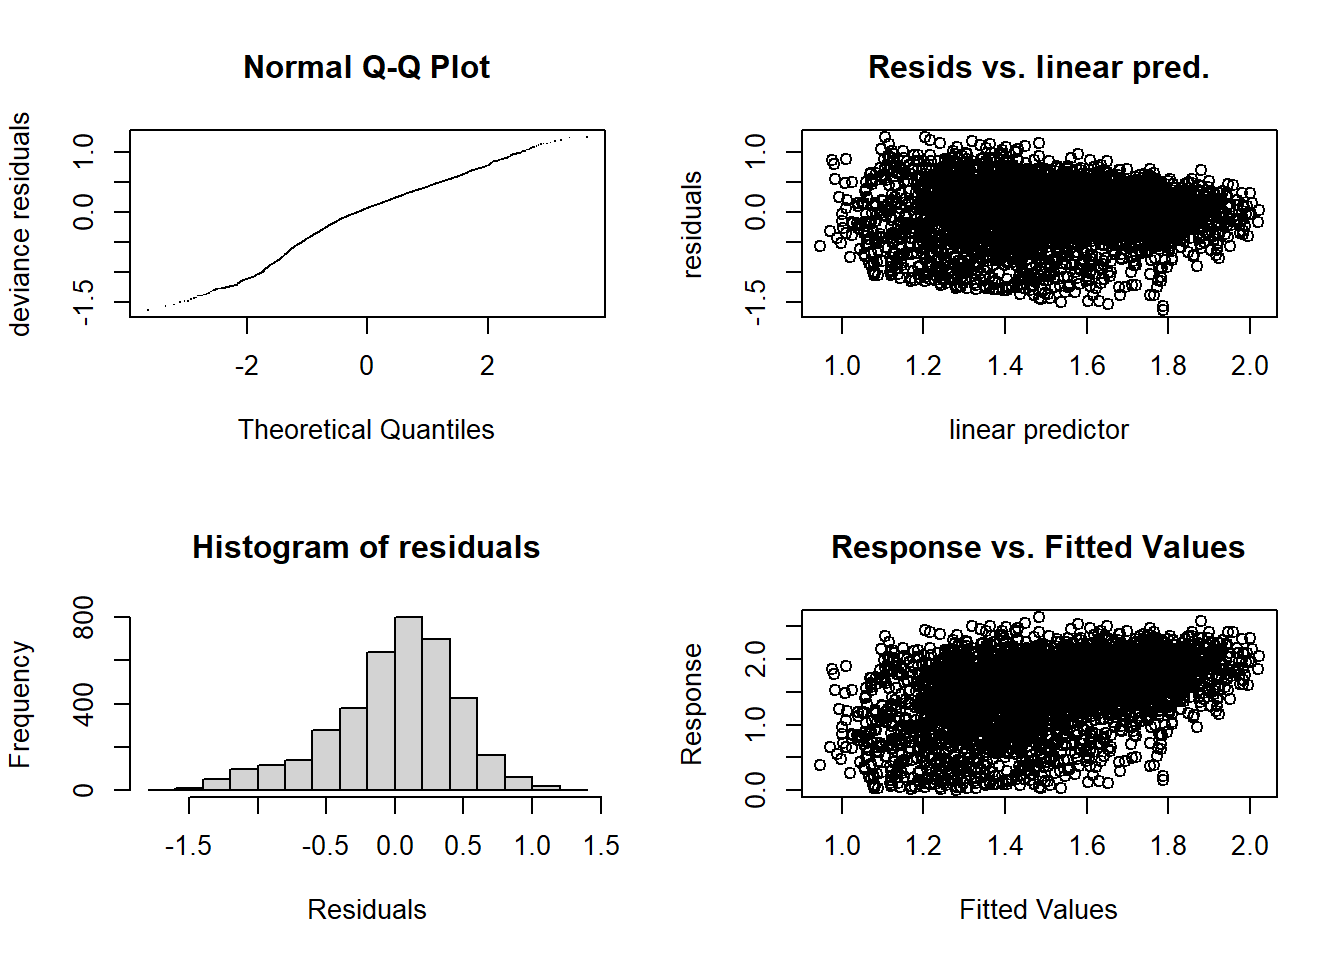 Normal Q-Q Plot
deviance residuals
-1.5 0.0 1.0
-2 0 2
Theoretical Quantiles
Resids vs. linear pred.
residuals
-1.5 0.0 1.0
1.0 1.2 1.4 1.6 1.8 2.0
linear predictor
Histogram of residuals
Frequency
0 400 800
-1.5 -0.5 0.0 0.5 1.0 1.5
Residuals
Response vs. Fitted Values
Response
0.0 1.0 2.0
1.0 1.2 1.4 1.6 1.8 2.0
Fitted Values